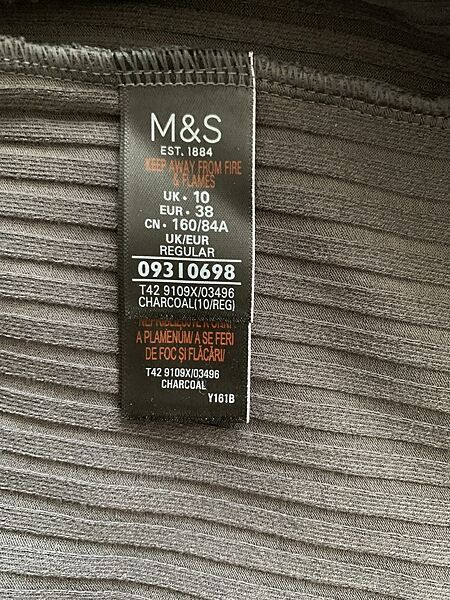 M&S
EST. 1884
KEEP AWAY FROM FIRE
& FLAMES
UK • 10
EUR • 38
CN • 160/84A
UK/EUR
REGULAR
09310698
T42 9109X/03496
CHARCOAL(10/REG)
A PLAMENŮM/ A SE FERI
DE FOC ŞI FLĂCĂRI/
T42 9109X/03496
CHARCOAL
Y161B